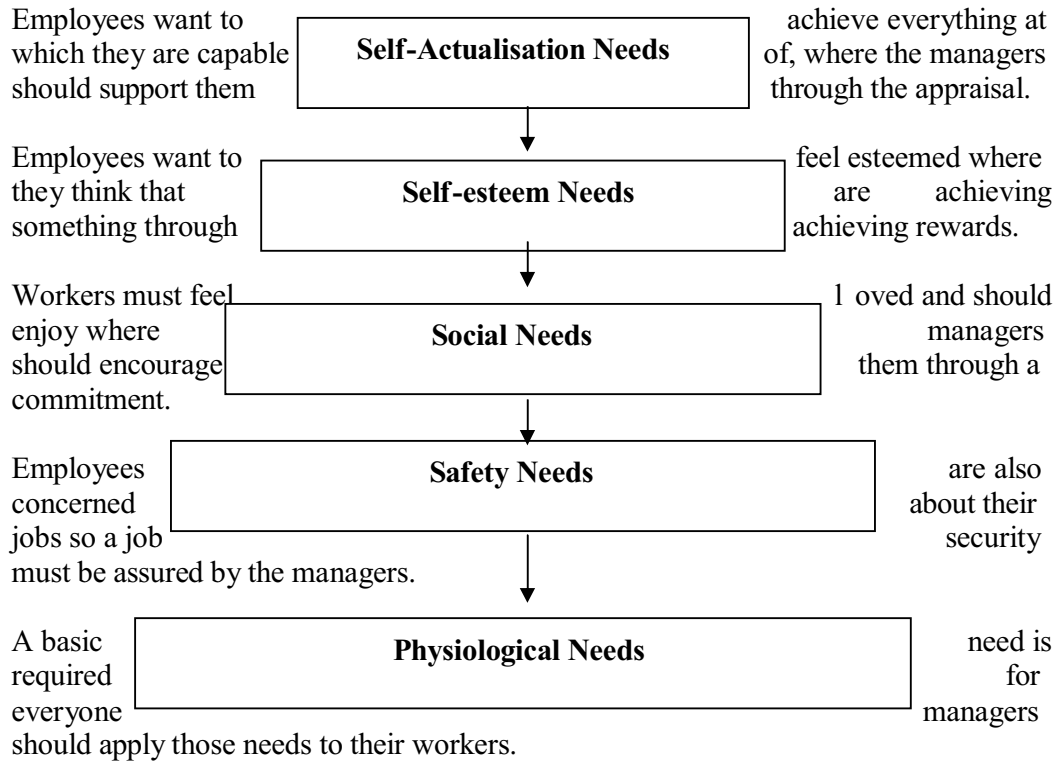 Employees want to achieve everything at
which they are capable of, where the managers
Self-Actualisation Needs
should support them through the appraisal.
Employees want to feel esteemed where
they think that are achieving
Self-esteem Needs
something through achieving rewards.
Workers must feel l oved and should
enjoy where managers
Social Needs
should encourage them through a
commitment.
Employees are also
Safety Needs
concerned about their
jobs so a job security
must be assured by the managers.
A basic need is
Physiological Needs
required for
everyone managers
should apply those needs to their workers.